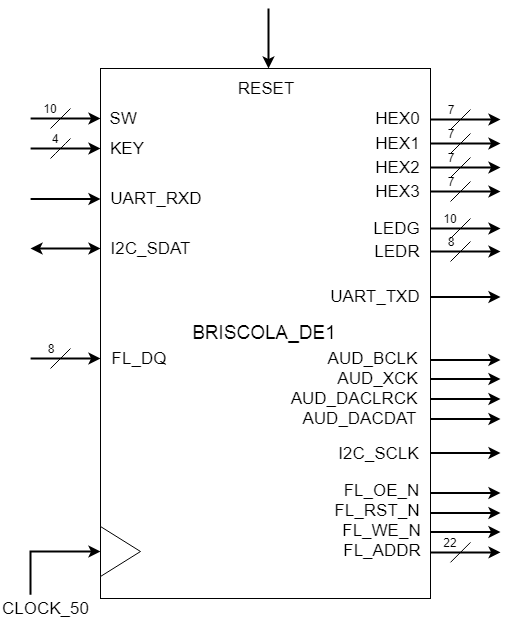 RESET
10 SW
4 KEY
UART_RXD
I2C_SDAT
8 FL_DQ
CLOCK_50
BRISCOLA_DE1
HEX0 7
HEX1 7
HEX2 7
HEX3 7
LEDG 10
LEDR 8
UART_TXD
AUD_BCLK
AUD_XCK
AUD_DACLRCK
AUD_DACDAT
I2C_SCLK
FL_OE_N
FL_RST_N
FL_WE_N
FL_ADDR 22